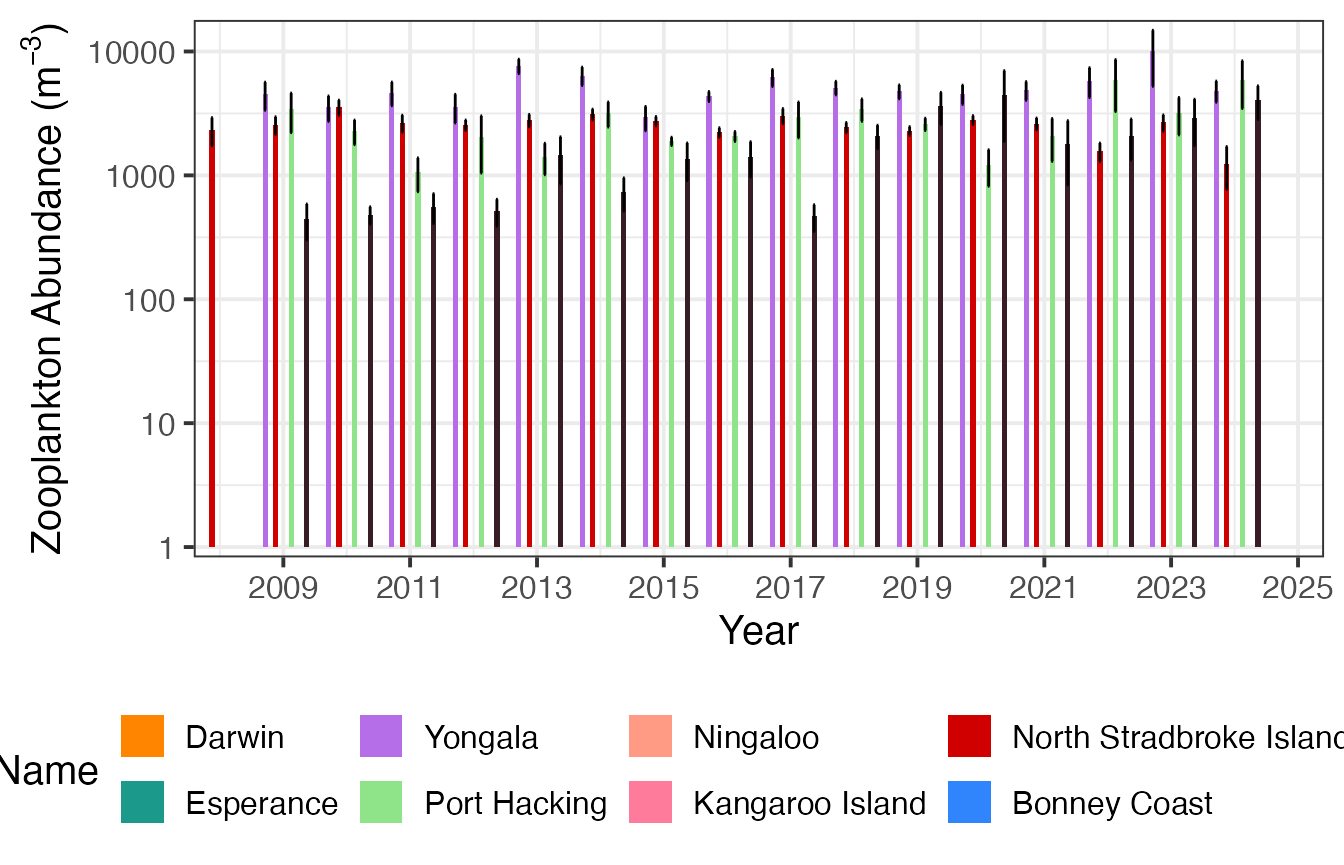 Zooplankton Abundance (m⁻³)
10000
1000
100
10
1
2009 2011 2013 2015 2017 2019 2021 2023 2025
Year
Name
Darwin Yongala Ningaloo North Stradbroke Island
Esperance Port Hacking Kangaroo Island Bonney Coast